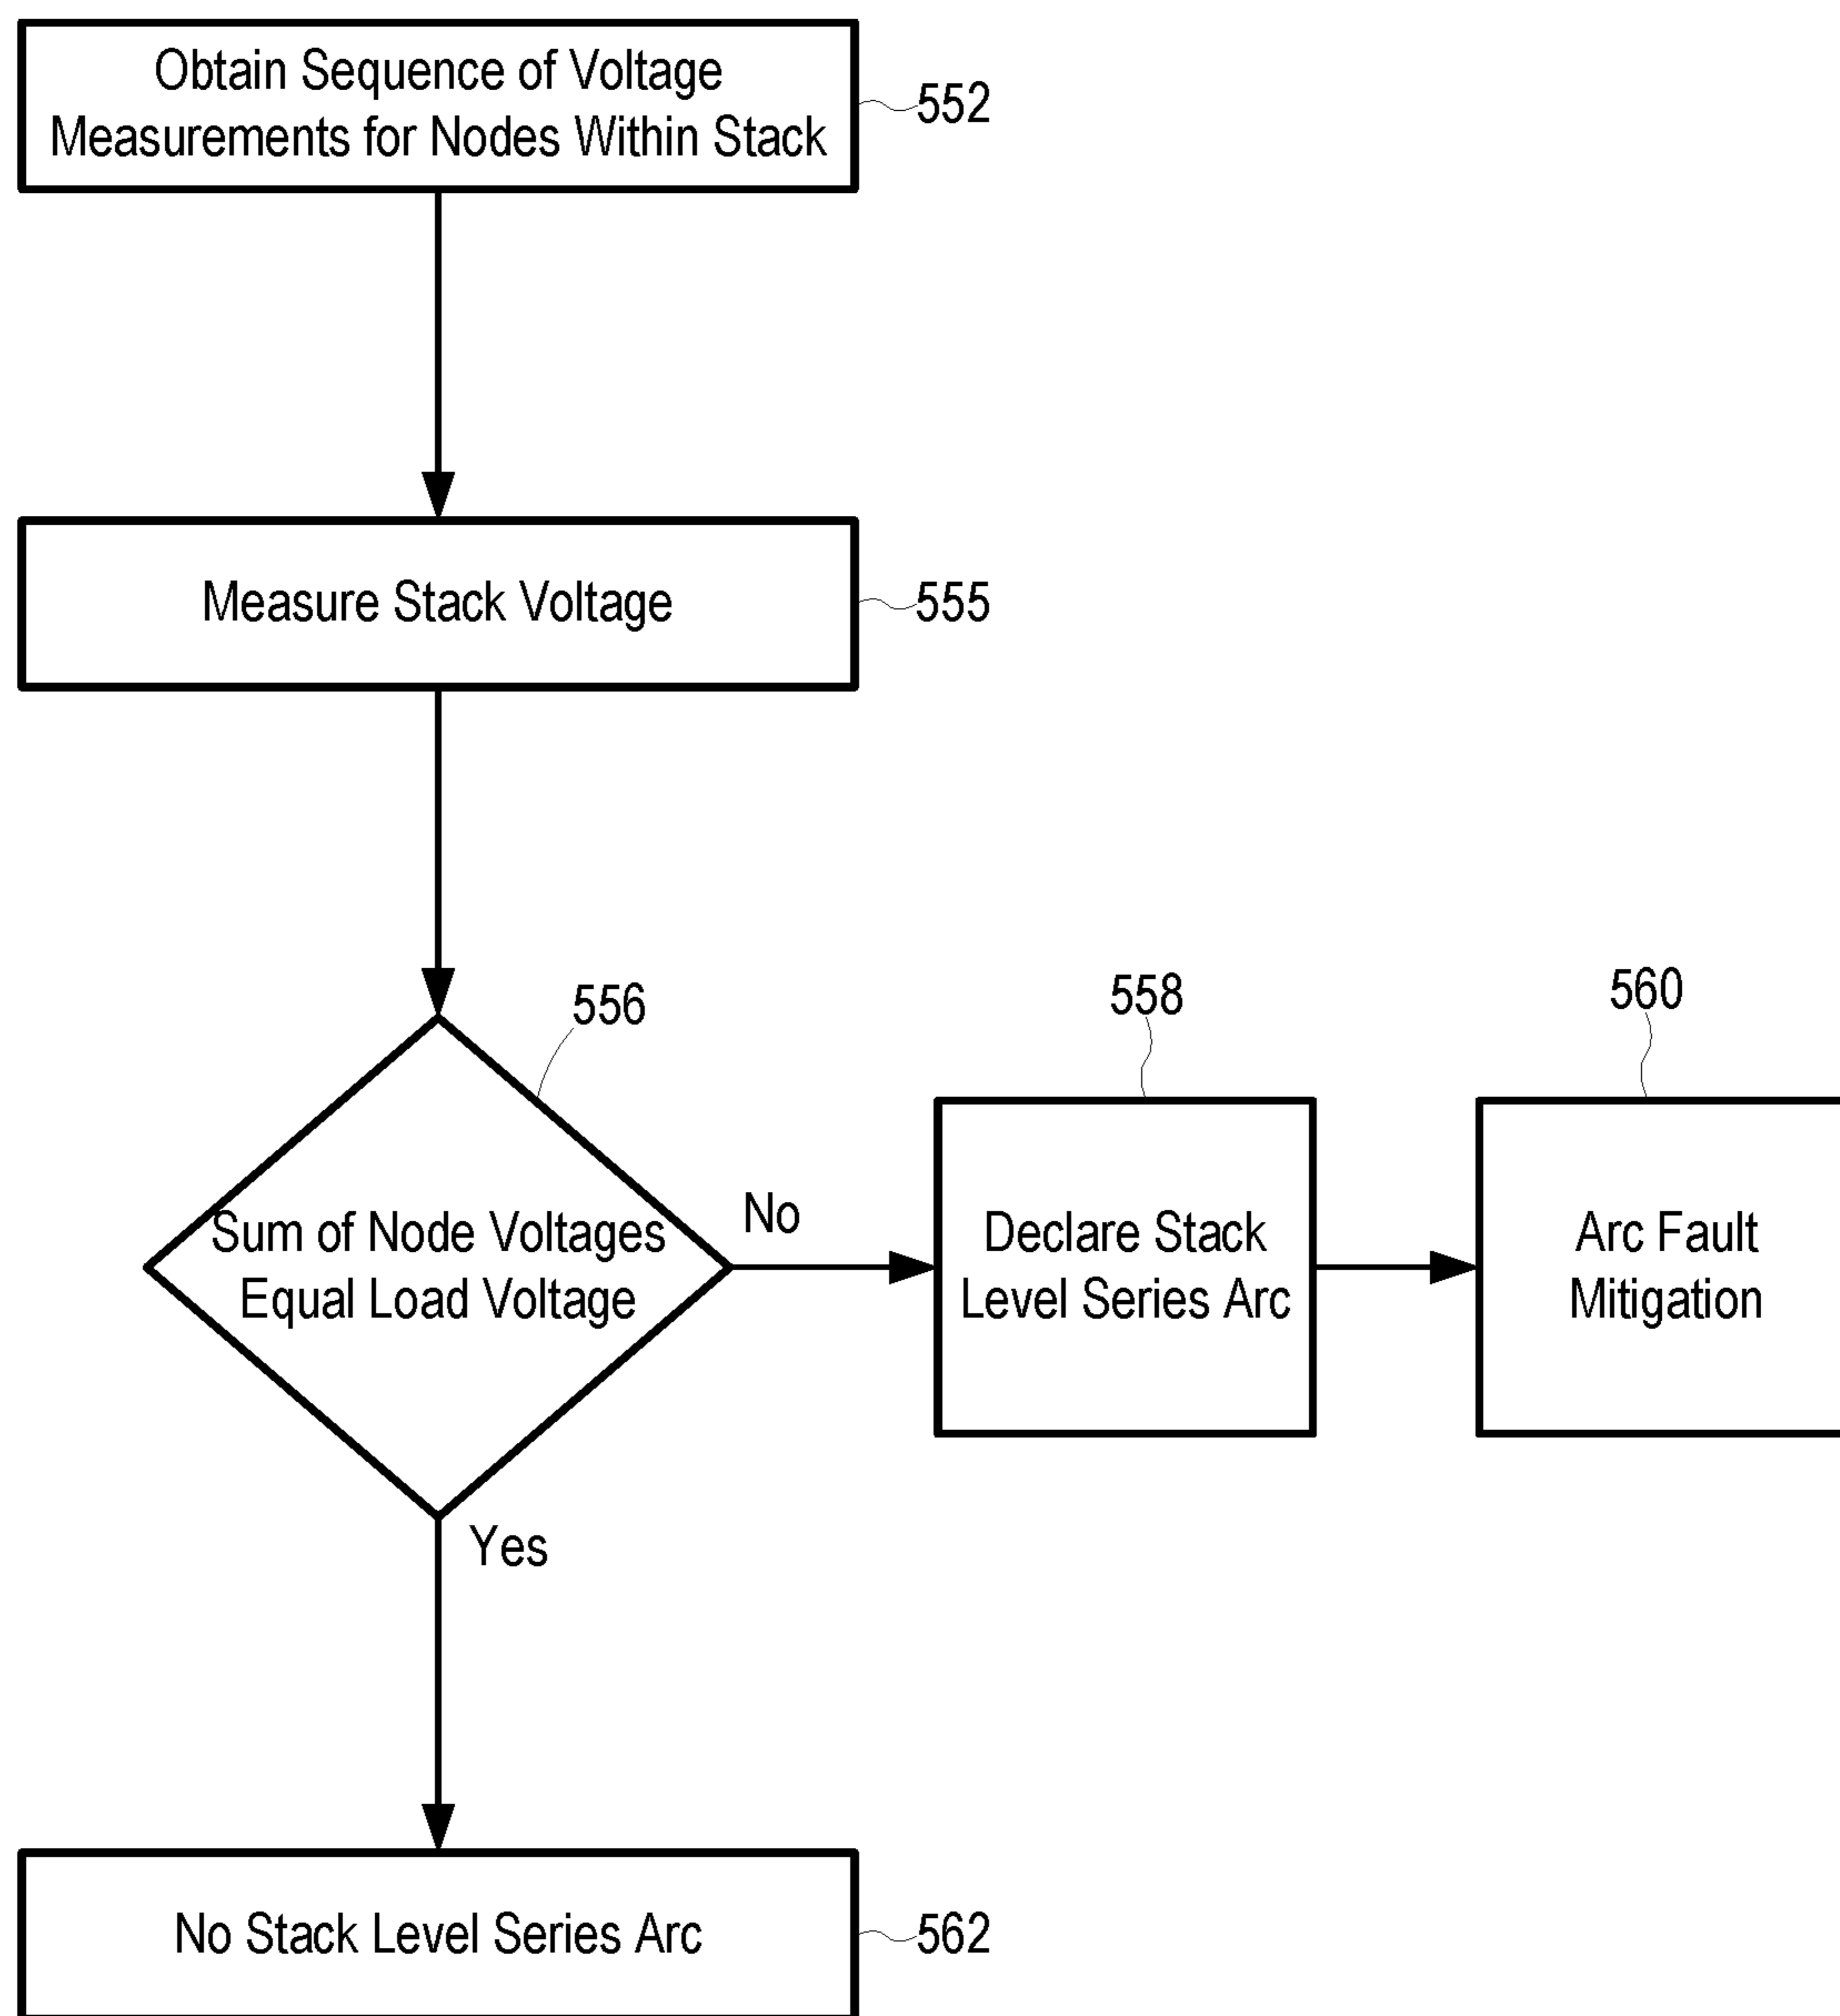 Obtain Sequence of Voltage
Measurements for Nodes Within Stack
552
Measure Stack Voltage
555
556
Sum of Node Voltages
Equal Load Voltage
No
558
Declare Stack
Level Series Arc
560
Arc Fault
Mitigation
Yes
No Stack Level Series Arc
562